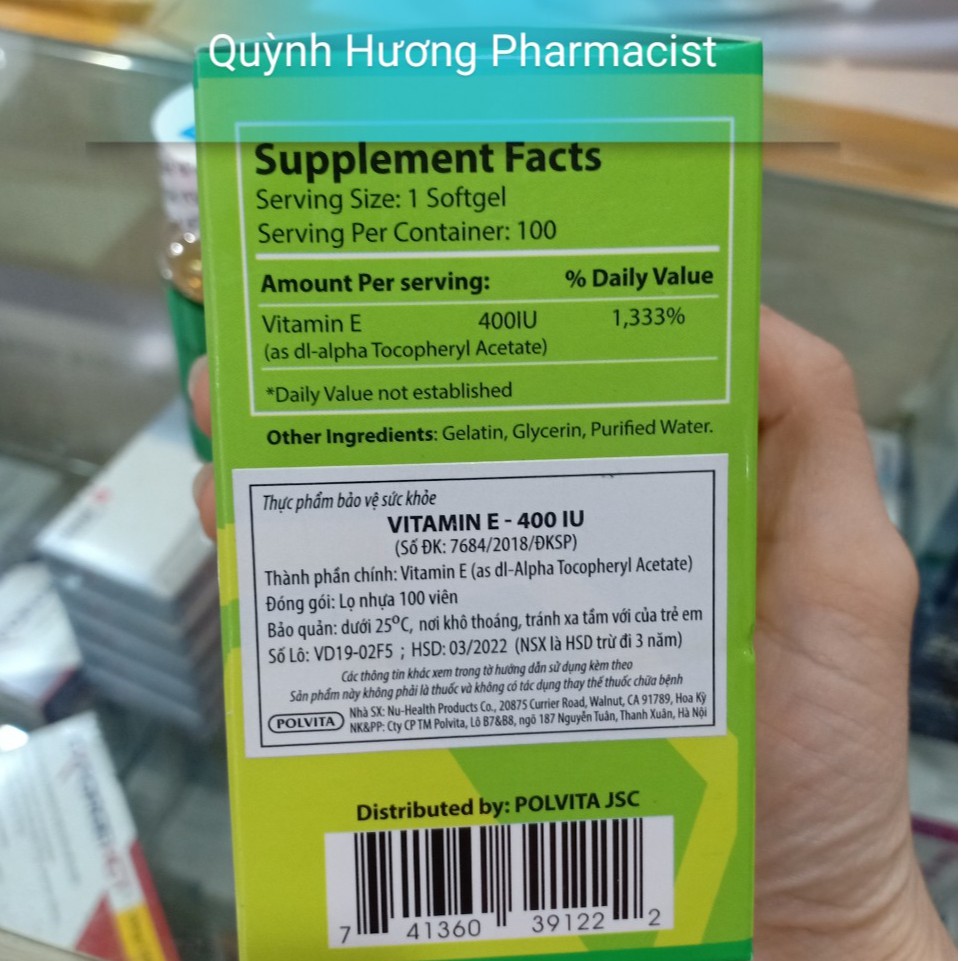 Quỳnh Hương Pharmacist
Supplement Facts
Serving Size: 1 Softgel
Serving Per Container: 100
Amount Per serving: % Daily Value
Vitamin E 400IU 1,333%
(as dl-alpha Tocopheryl Acetate)
*Daily Value not established
Other Ingredients: Gelatin, Glycerin, Purified Water.
Thực phẩm bảo vệ sức khỏe
VITAMIN E - 400 IU
(Số ĐK: 7684/2018/ĐKSP)
Thành phần chính: Vitamin E (as dl-Alpha Tocopheryl Acetate)
Đóng gói: Lọ nhựa 100 viên
Bảo quản: dưới 25ºC, nơi khô thoáng, tránh xa tầm với của trẻ em
Số Lô: VD19-02F5 ; HSD: 03/2022 (NSX là HSD trừ đi 3 năm)
Các thông tin khác xem trong tờ hướng dẫn sử dụng kèm theo
Sản phẩm này không phải là thuốc và không có tác dụng thay thế thuốc chữa bệnh
POLVITA
Nhà SX: Nu-Health Products Co., 20875 Currier Road, Walnut, CA 91789, Hoa Kỳ
NK&PP: Cty CP TM Polvita, Lô B7&B8, ngõ 187 Nguyễn Tuân, Thanh Xuân, Hà Nội
Distributed by: POLVITA JSC
7 41360 39122 2